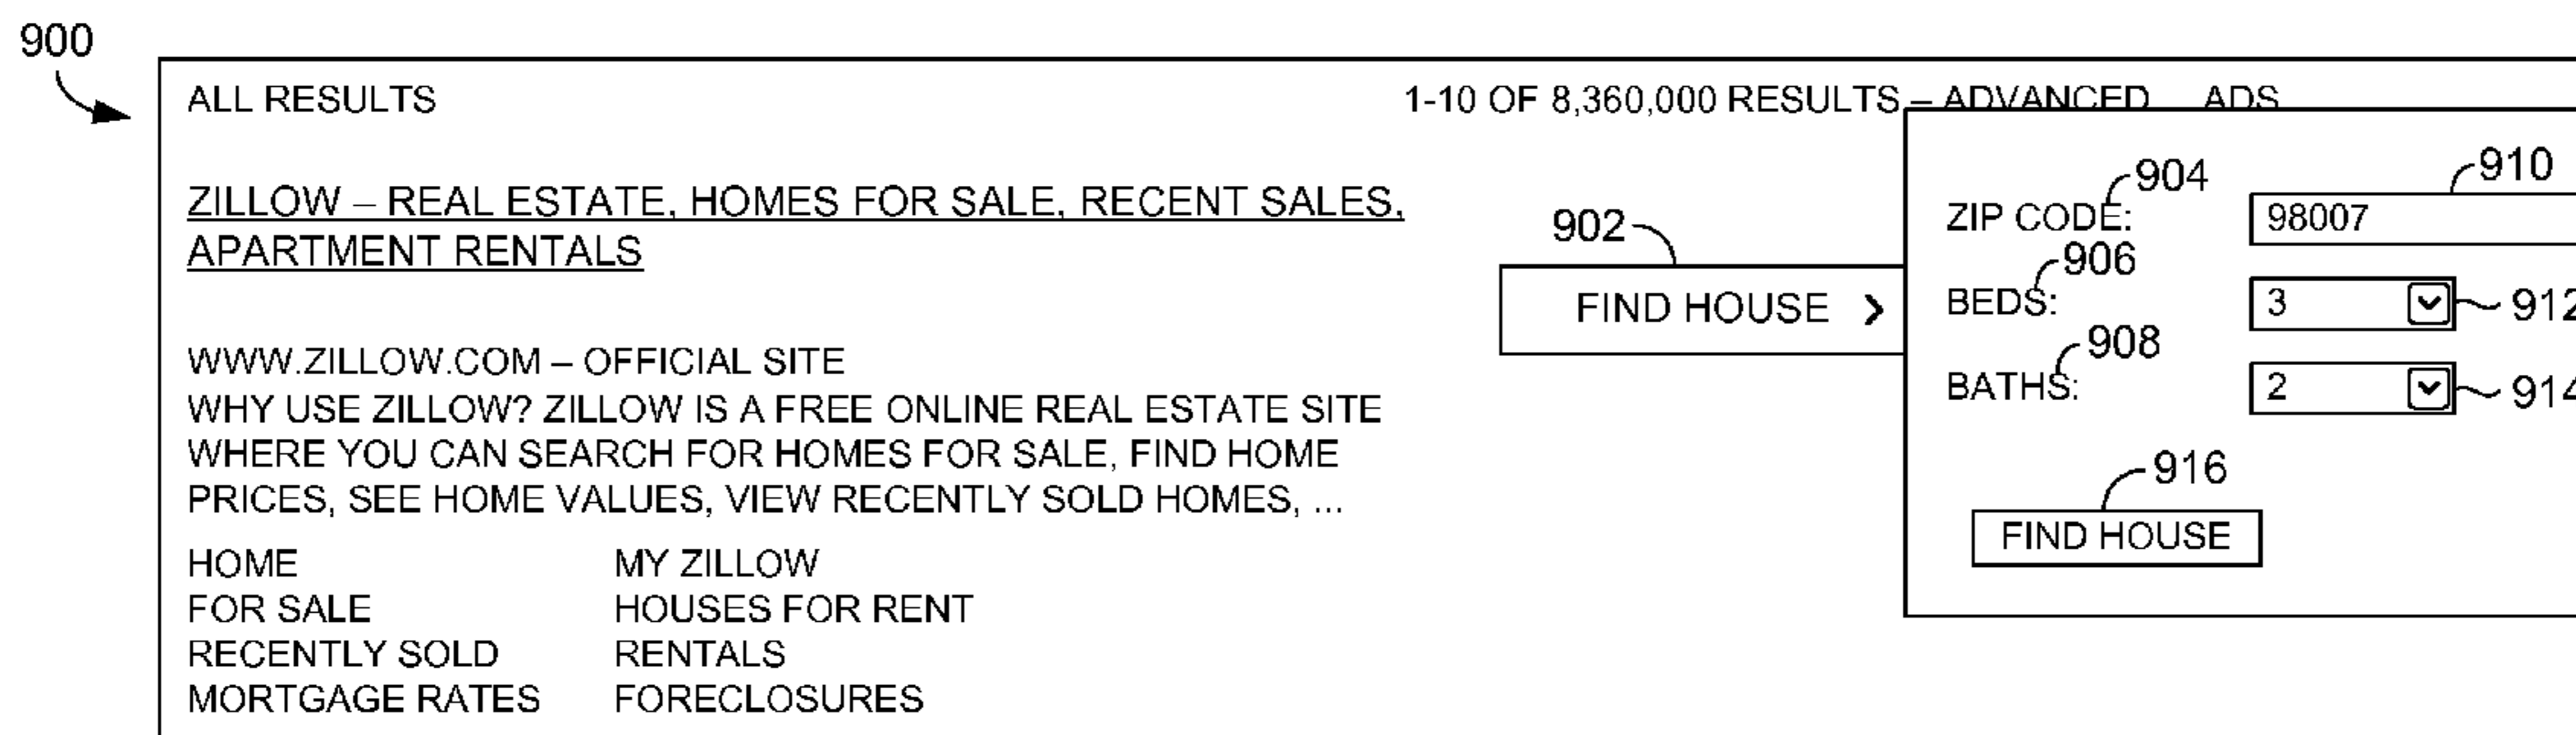 900
ALL RESULTS 1-10 OF 8,360,000 RESULTS – ADVANCED ADS
ZILLOW – REAL ESTATE, HOMES FOR SALE, RECENT SALES,
APARTMENT RENTALS
WWW.ZILLOW.COM – OFFICIAL SITE
WHY USE ZILLOW? ZILLOW IS A FREE ONLINE REAL ESTATE SITE
WHERE YOU CAN SEARCH FOR HOMES FOR SALE, FIND HOME
PRICES, SEE HOME VALUES, VIEW RECENTLY SOLD HOMES, ...
HOME MY ZILLOW
FOR SALE HOUSES FOR RENT
RECENTLY SOLD RENTALS
MORTGAGE RATES FORECLOSURES
902
FIND HOUSE >
904 910
ZIP CODE: 98007
906
BEDS: 3 912
908
BATHS: 2 914
916
FIND HOUSE